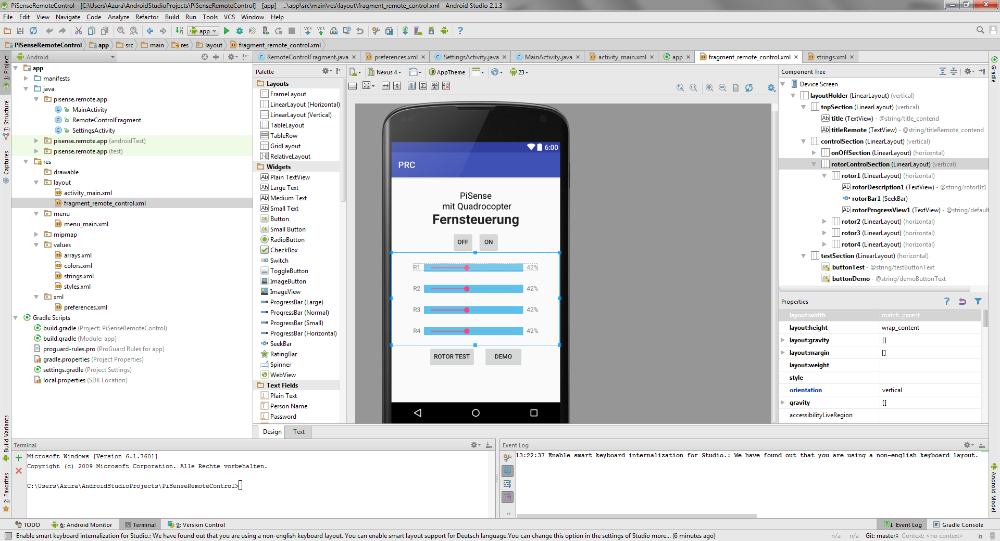 PiSenseRemoteControl - [C:\Users\Azura\AndroidStudioProjects\PiSenseRemoteControl] - [app] - ...\app\src\main\res\layout\fragment_remote_control.xml - Android Studio 2.1.3
File Edit View Navigate Code Analyze Refactor Build Run Tools VCS Window Help
app
VCS VCS
PiSenseRemoteControl app src main res layout fragment_remote_control.xml
1: Project
7: Structure
Captures
Build Variants
2: Favorites
Android
app
manifests
java
pisense.remote.app
MainActivity
RemoteControlFragment
SettingsActivity
pisense.remote.app (androidTest)
pisense.remote.app (test)
res
drawable
layout
activity_main.xml
fragment_remote_control.xml
menu
menu_main.xml
mipmap
values
arrays.xml
colors.xml
strings.xml
styles.xml
xml
preferences.xml
Gradle Scripts
build.gradle (Project: PiSenseRemoteControl)
build.gradle (Module: app)
proguard-rules.pro (ProGuard Rules for app)
gradle.properties (Project Properties)
settings.gradle (Project Settings)
local.properties (SDK Location)
RemoteControlFragment.java preferences.xml SettingsActivity.java MainActivity.java activity_main.xml app fragment_remote_control.xml strings.xml
Palette
Layouts
FrameLayout
LinearLayout (Horizontal)
LinearLayout (Vertical)
TableLayout
TableRow
GridLayout
RelativeLayout
Widgets
Plain TextView
Large Text
Medium Text
Small Text
Button
Small Button
RadioButton
CheckBox
Switch
ToggleButton
ImageButton
ImageView
ProgressBar (Large)
ProgressBar (Normal)
ProgressBar (Small)
ProgressBar (Horizontal)
SeekBar
RatingBar
Spinner
WebView
Text Fields
Plain Text
Person Name
Password
Nexus 4 AppTheme 23
6:00
PRC
PiSense
mit Quadrocopter
Fernsteuerung
OFF ON
R1 42%
R2 42%
R3 42%
R4 42%
ROTOR TEST DEMO
Design Text
Component Tree
Device Screen
layoutHolder (LinearLayout) (vertical)
topSection (LinearLayout) (vertical)
title (TextView) - @string/title_contend
titleRemote (TextView) - @string/titleRemote_contend
controlSection (LinearLayout) (vertical)
onOffSection (LinearLayout) (horizontal)
rotorControlSection (LinearLayout) (vertical)
rotor1 (LinearLayout) (horizontal)
rotorDescription1 (TextView) - @string/rotorBz1
rotorBar1 (SeekBar)
rotorProgressView1 (TextView) - @string/default
rotor2 (LinearLayout) (horizontal)
rotor3 (LinearLayout) (horizontal)
rotor4 (LinearLayout) (horizontal)
testSection (LinearLayout) (horizontal)
buttonTest - @string/testButtonText
buttonDemo - @string/demoButtonText
Properties
layout:width match_parent
layout:height wrap_content
layout:gravity []
layout:margin []
layout:weight
style
orientation vertical
gravity []
accessibilityLiveRegion
Gradle
Android Model
Terminal
Microsoft Windows [Version 6.1.7601]
Copyright (c) 2009 Microsoft Corporation. Alle Rechte vorbehalten.
C:\Users\Azura\AndroidStudioProjects\PiSenseRemoteControl>
Event Log
13:22:37 Enable smart keyboard internalization for Studio.: We have found out that you are using a non-english keyboard layout.
TODO 6: Android Monitor Terminal 9: Version Control 1 Event Log Gradle Console
Enable smart keyboard internalization for Studio.: We have found out that you are using a non-english keyboard layout. You can enable smart layout support for Deutsch language.You can change this option in the settings of Studio more... (6 minutes ago) n/a n/a Git: master Context: <no context>